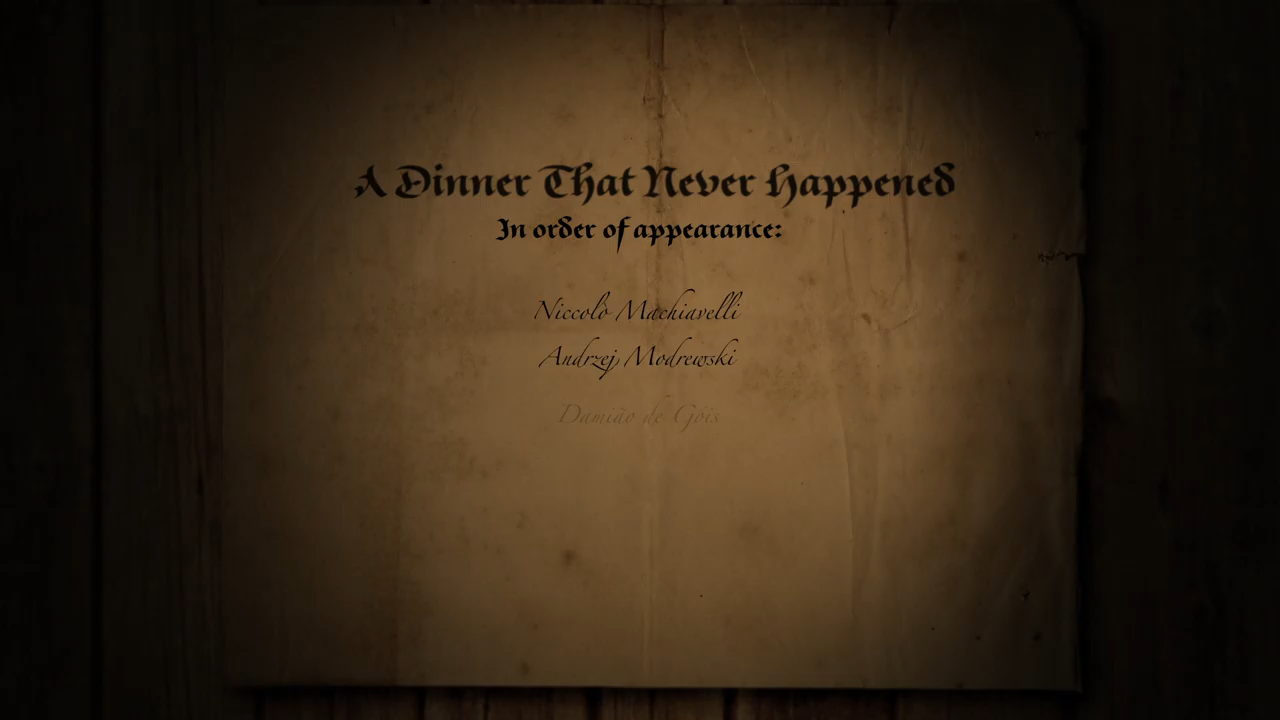 A Dinner That Never Happened
In order of appearance:
Niccolò Machiavelli
Andrzej Modrewski
Damião de Góis